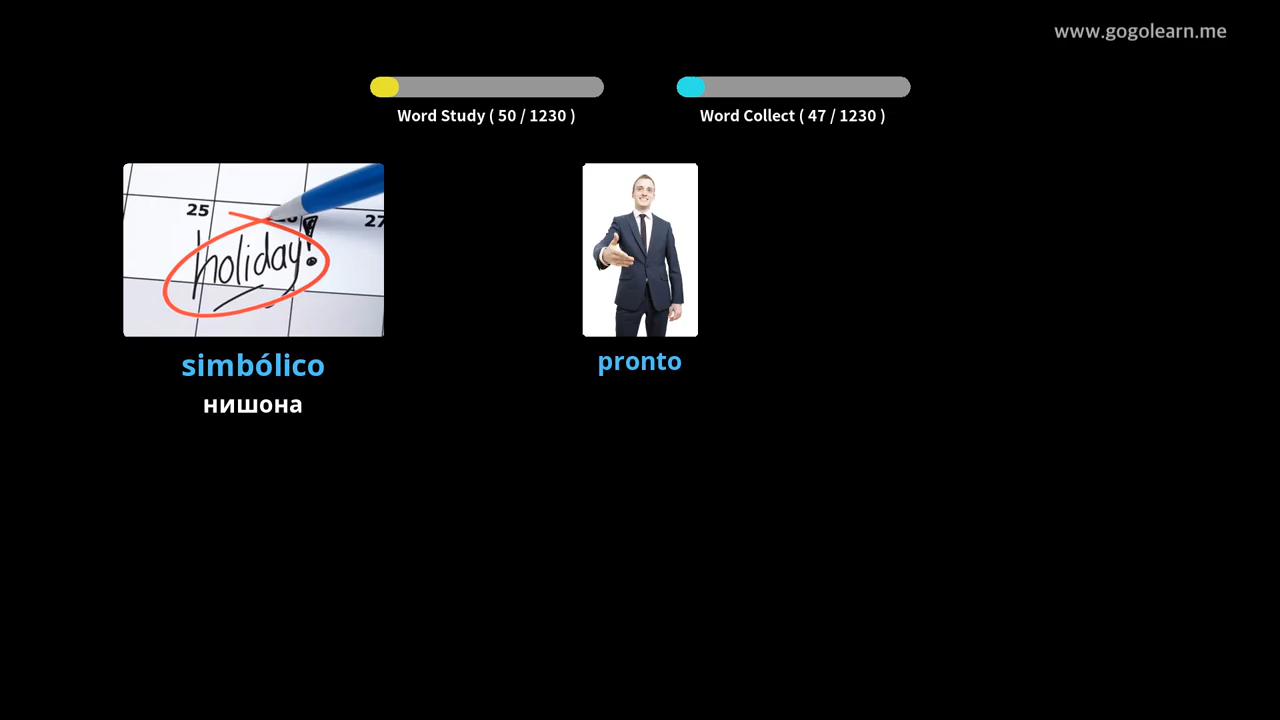 www.gogolearn.me
Word Study ( 50 / 1230 )
Word Collect ( 47 / 1230 )
25
27
holiday!
simbólico
нишона
pronto